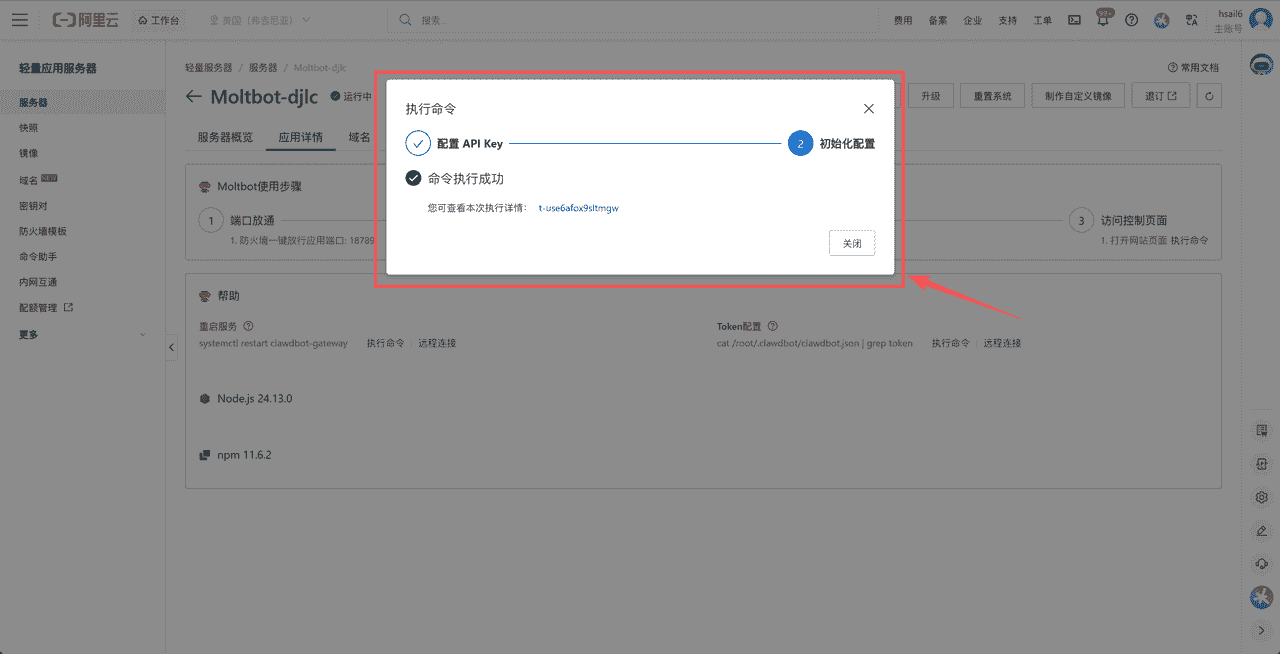 阿里云 工作台 美国（弗吉尼亚） 搜索... 费用 备案 企业 支持 工单 99+ hsail6
主账号
轻量应用服务器
服务器
快照
镜像
域名 NEW
密钥对
防火墙模板
命令助手
内网互通
配额管理
更多
轻量服务器 / 服务器 / Moltbot-djlc 常用文档
Moltbot-djlc 运行中 升级 重置系统 制作自定义镜像 退订
服务器概览 应用详情 域名
Moltbot使用步骤
1 端口放通 3 访问控制页面
1. 防火墙一键放行应用端口: 18789 1. 打开网站页面 执行命令
执行命令
配置 API Key 2 初始化配置
命令执行成功
您可查看本次执行详情： t-use6afox9sltmgw
关闭
帮助
重启服务 Token配置
systemctl restart clawdbot-gateway 执行命令 远程连接 cat /root/.clawdbot/clawdbot.json | grep token 执行命令 远程连接
Node.js 24.13.0
npm 11.6.2